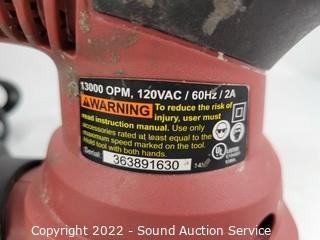 13000 OPM, 120VAC / 60Hz / 2A
WARNING To reduce the risk of
injury, user must
read instruction manual. Use only
accessories rated at least equal to the
maximum speed marked on the tool.
Hold tool with both hands.
Serial: 363891630
UL
LISTED
Copyright 2022 - Sound Auction Service